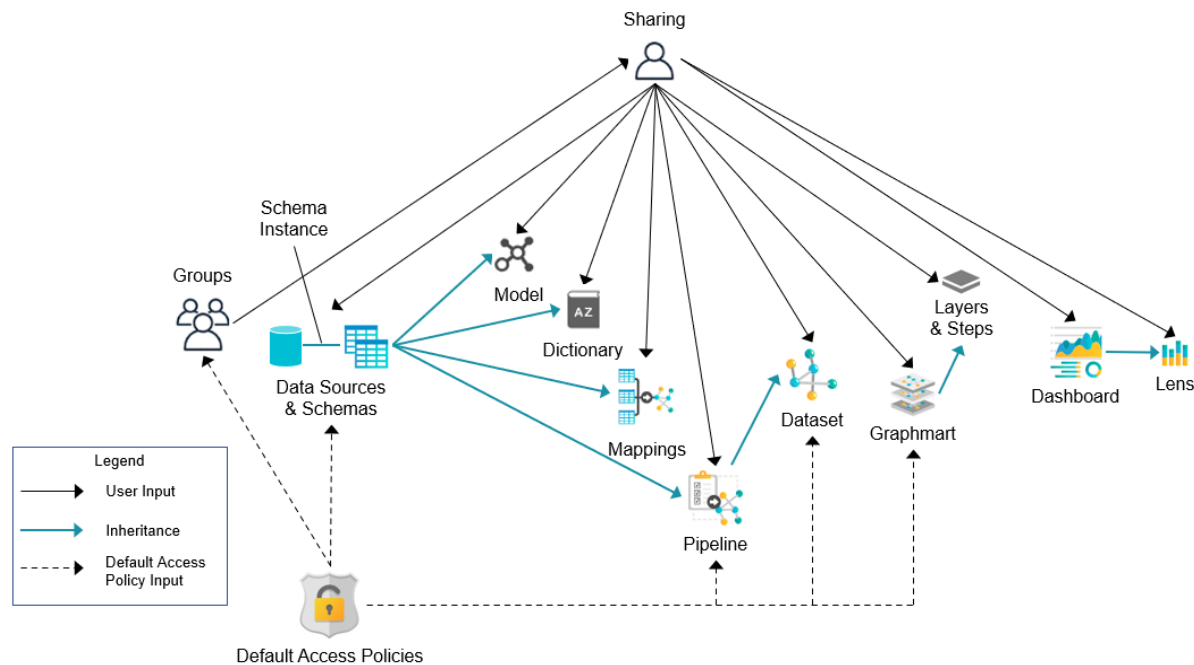 Sharing
Schema
Instance
Groups
Model
Layers
& Steps
AZ
Dictionary
Data Sources
& Schemas
Dashboard
Lens
Dataset
Graphmart
Mappings
Legend
User Input
Inheritance
Default Access
Policy Input
Pipeline
Default Access Policies